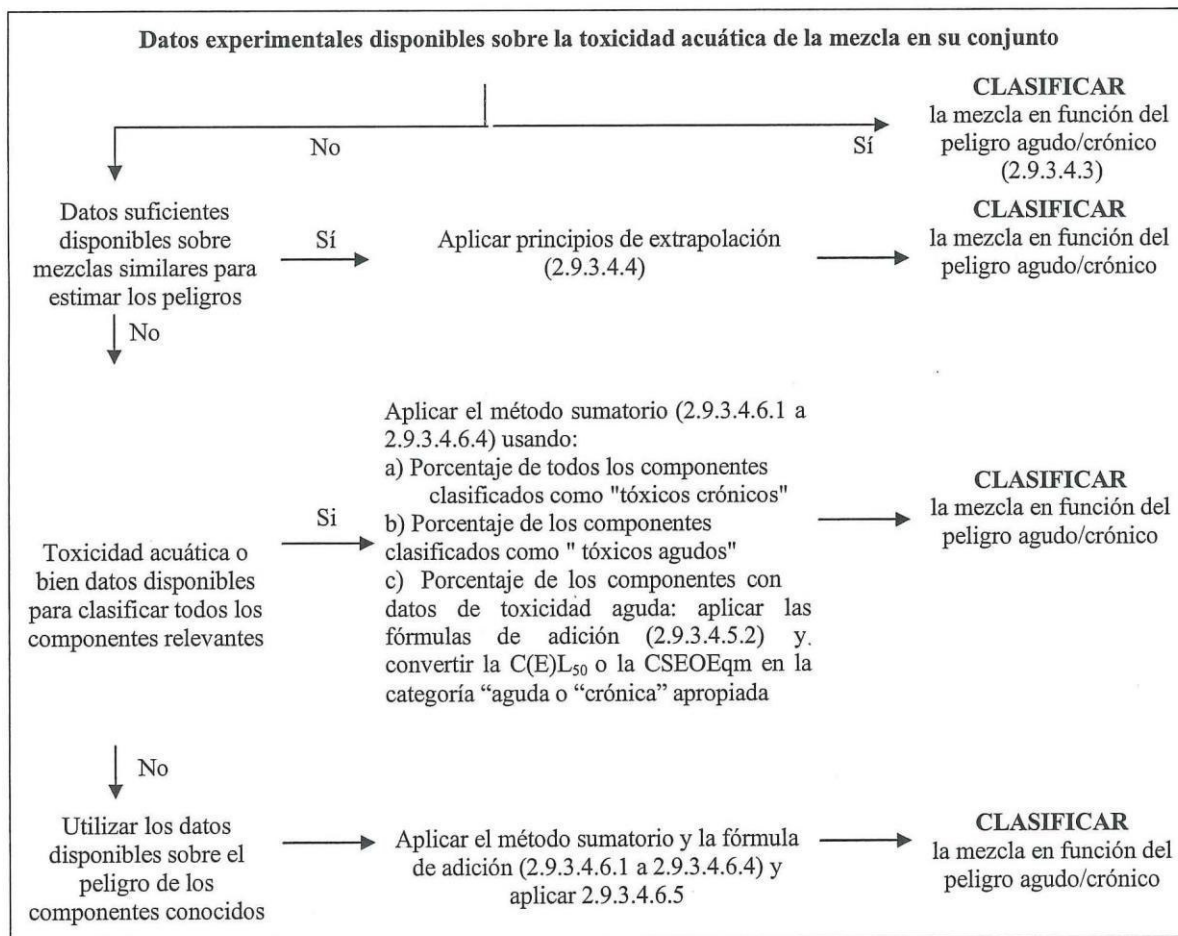 Datos experimentales disponibles sobre la toxicidad acuática de la mezcla en su conjunto
No
Sí
CLASIFICAR
la mezcla en función del
peligro agudo/crónico
(2.9.3.4.3)
Datos suficientes
disponibles sobre
mezclas similares para
estimar los peligros
Sí
Aplicar principios de extrapolación
(2.9.3.4.4)
CLASIFICAR
la mezcla en función del
peligro agudo/crónico
No
Toxicidad acuática o
bien datos disponibles
para clasificar todos los
componentes relevantes
Si
Aplicar el método sumatorio (2.9.3.4.6.1 a
2.9.3.4.6.4) usando:
a) Porcentaje de todos los componentes
clasificados como "tóxicos crónicos"
b) Porcentaje de los componentes
clasificados como " tóxicos agudos"
c) Porcentaje de los componentes con
datos de toxicidad aguda: aplicar las
fórmulas de adición (2.9.3.4.5.2) y.
convertir la C(E)L₅₀ o la CSEOEqm en la
categoría “aguda o “crónica” apropiada
CLASIFICAR
la mezcla en función del
peligro agudo/crónico
No
Utilizar los datos
disponibles sobre el
peligro de los
componentes conocidos
Aplicar el método sumatorio y la fórmula
de adición (2.9.3.4.6.1 a 2.9.3.4.6.4) y
aplicar 2.9.3.4.6.5
CLASIFICAR
la mezcla en función del
peligro agudo/crónico